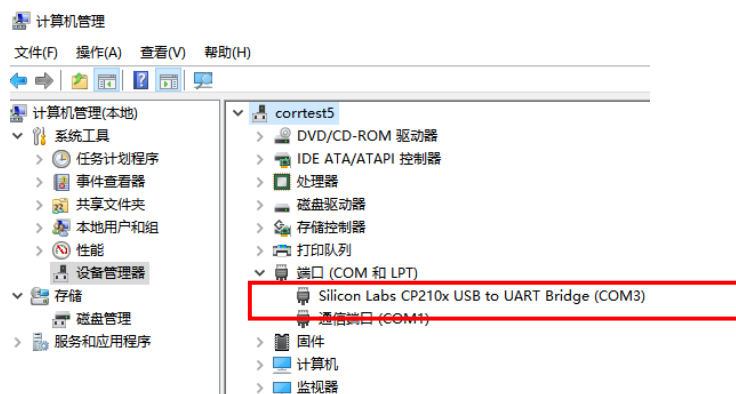 计算机管理
文件(F) 操作(A) 查看(V) 帮助(H)
计算机管理(本地)
系统工具
任务计划程序
事件查看器
共享文件夹
本地用户和组
性能
设备管理器
存储
磁盘管理
服务和应用程序
corrtest5
DVD/CD-ROM 驱动器
IDE ATA/ATAPI 控制器
处理器
磁盘驱动器
存储控制器
打印队列
端口 (COM 和 LPT)
Silicon Labs CP210x USB to UART Bridge (COM3)
通信端口 (COM1)
固件
计算机
监视器